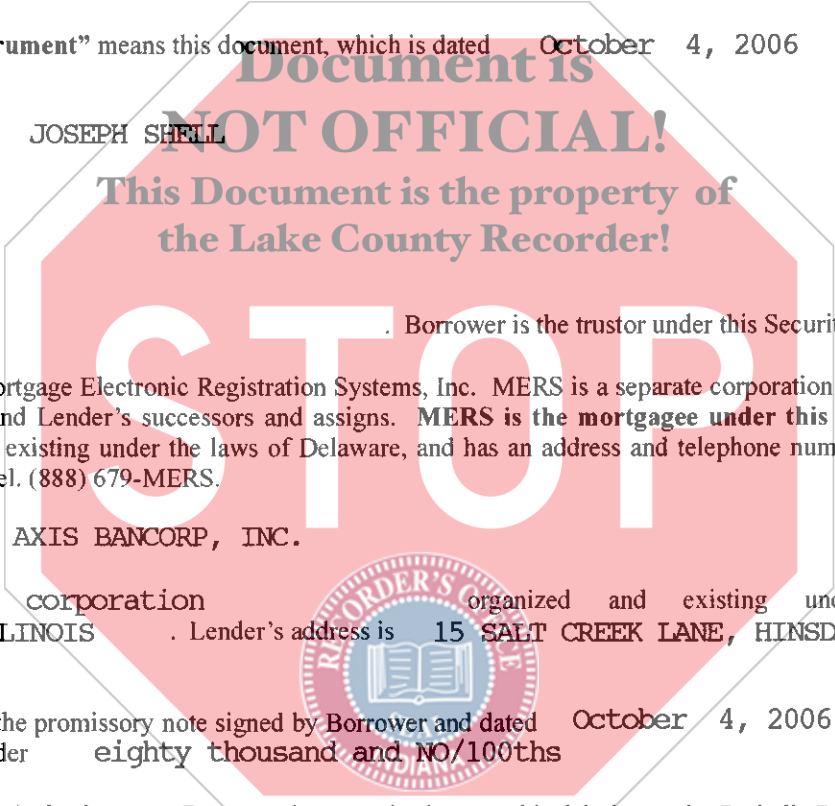 rument” means this document, which is dated October 4, 2006
Document is
NOT OFFICIAL!
JOSEPH SHELL
This Document is the property of
the Lake County Recorder!
STOP
. Borrower is the trustor under this Securit
ortgage Electronic Registration Systems, Inc. MERS is a separate corporation
nd Lender's successors and assigns. MERS is the mortgagee under this
existing under the laws of Delaware, and has an address and telephone num
el. (888) 679-MERS.
AXIS BANCORP, INC.
corporation organized and existing und
LINOIS . Lender's address is 15 SALT CREEK LANE, HINSD
RECORDER'S OFFICE
the promissory note signed by Borrower and dated October 4, 2006
der eighty thousand and NO/100ths
INDIANA